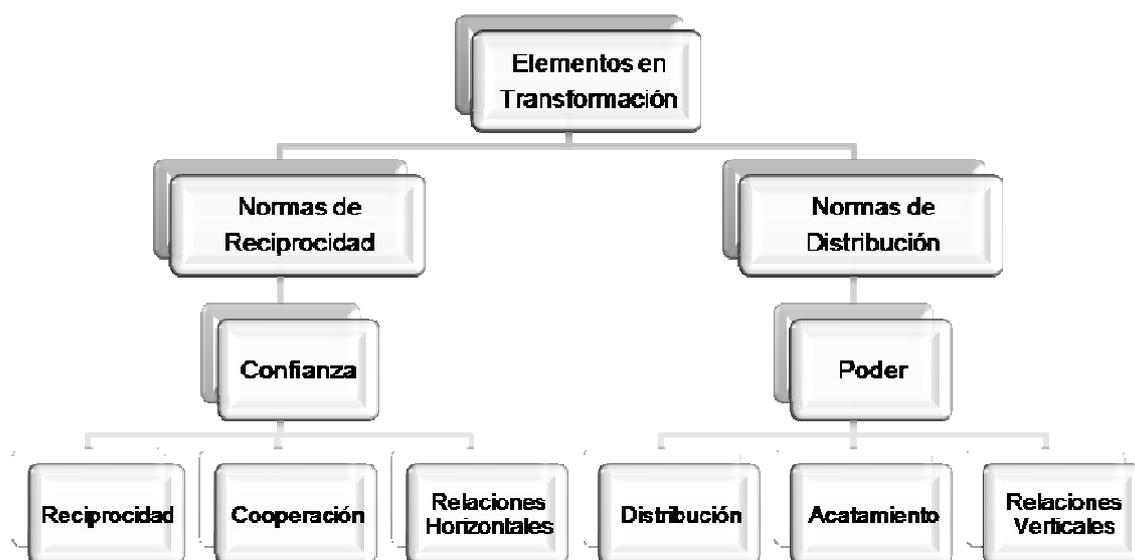 Elementos en
Transformación
Normas de
Reciprocidad
Normas de
Distribución
Confianza
Poder
Reciprocidad
Cooperación
Relaciones
Horizontales
Distribución
Acatamiento
Relaciones
Verticales